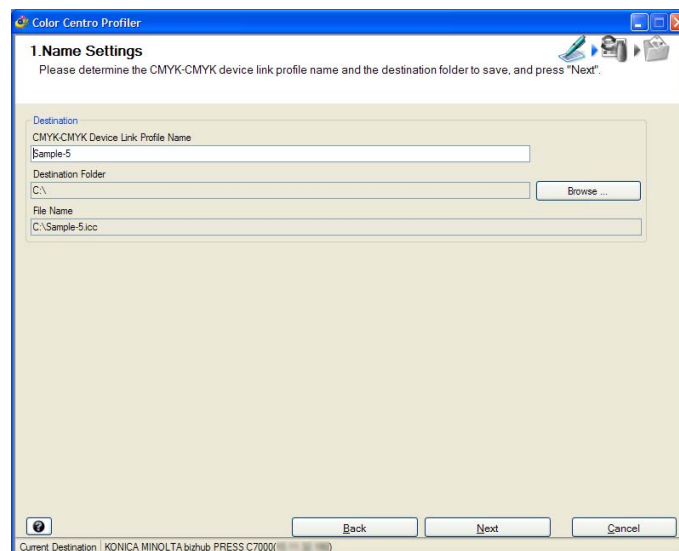 Color Centro Profiler
1.Name Settings
Please determine the CMYK-CMYK device link profile name and the destination folder to save, and press "Next".
Destination
CMYK-CMYK Device Link Profile Name
Sample-5
Destination Folder
C:\
Browse ...
File Name
C:\Sample-5.icc
Back
Next
Cancel
Current Destination KONICA MINOLTA bizhub PRESS C7000(